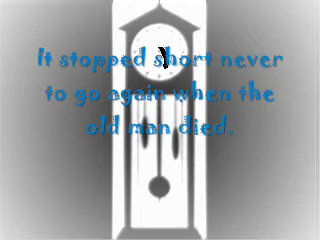 It stopped short never
to go again when the
old man died.